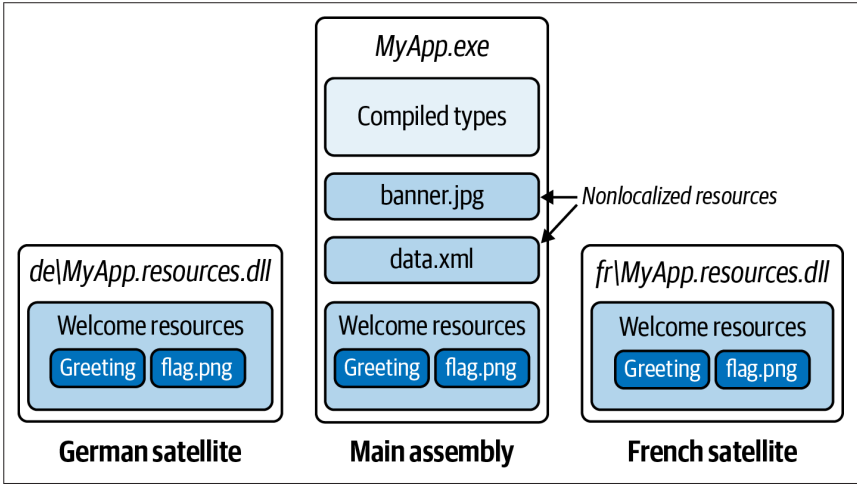 MyApp.exe
Compiled types
banner.jpg
Nonlocalized resources
data.xml
de\MyApp.resources.dll
Welcome resources
Greeting flag.png
Welcome resources
Greeting flag.png
fr\MyApp.resources.dll
Welcome resources
Greeting flag.png
German satellite
Main assembly
French satellite